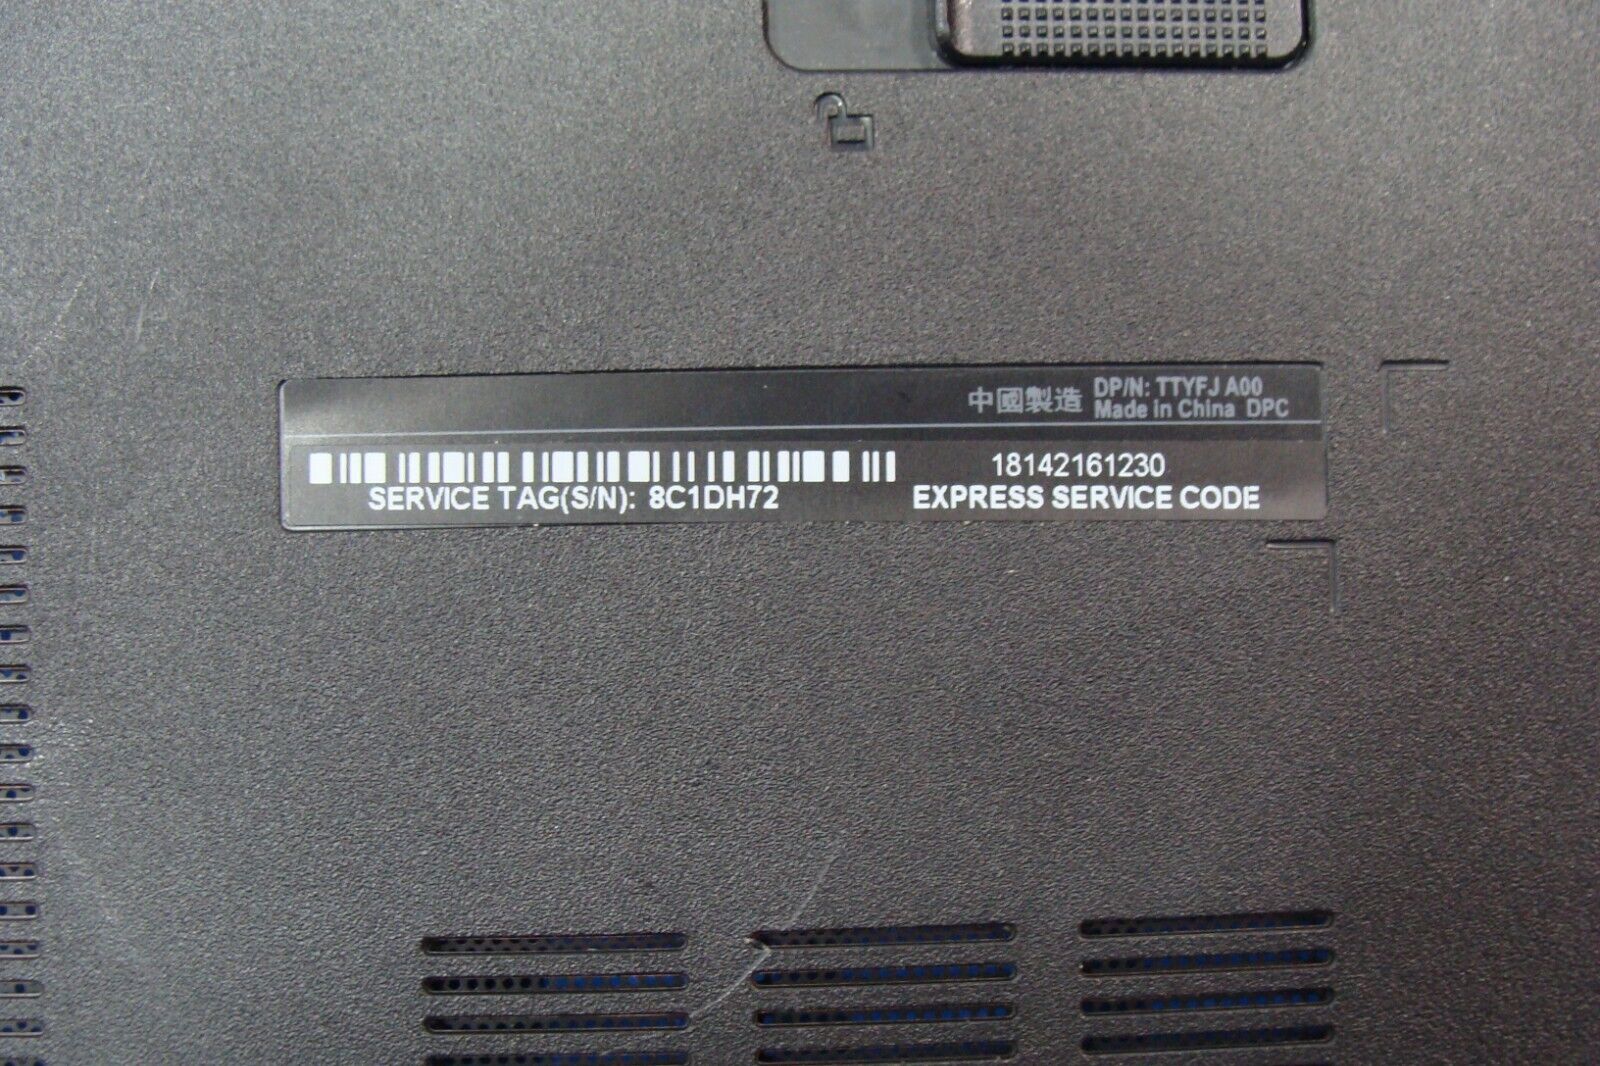 中國製造 DP/N: TTYFJ A00
Made in China DPC
18142161230
SERVICE TAG(S/N): 8C1DH72 EXPRESS SERVICE CODE